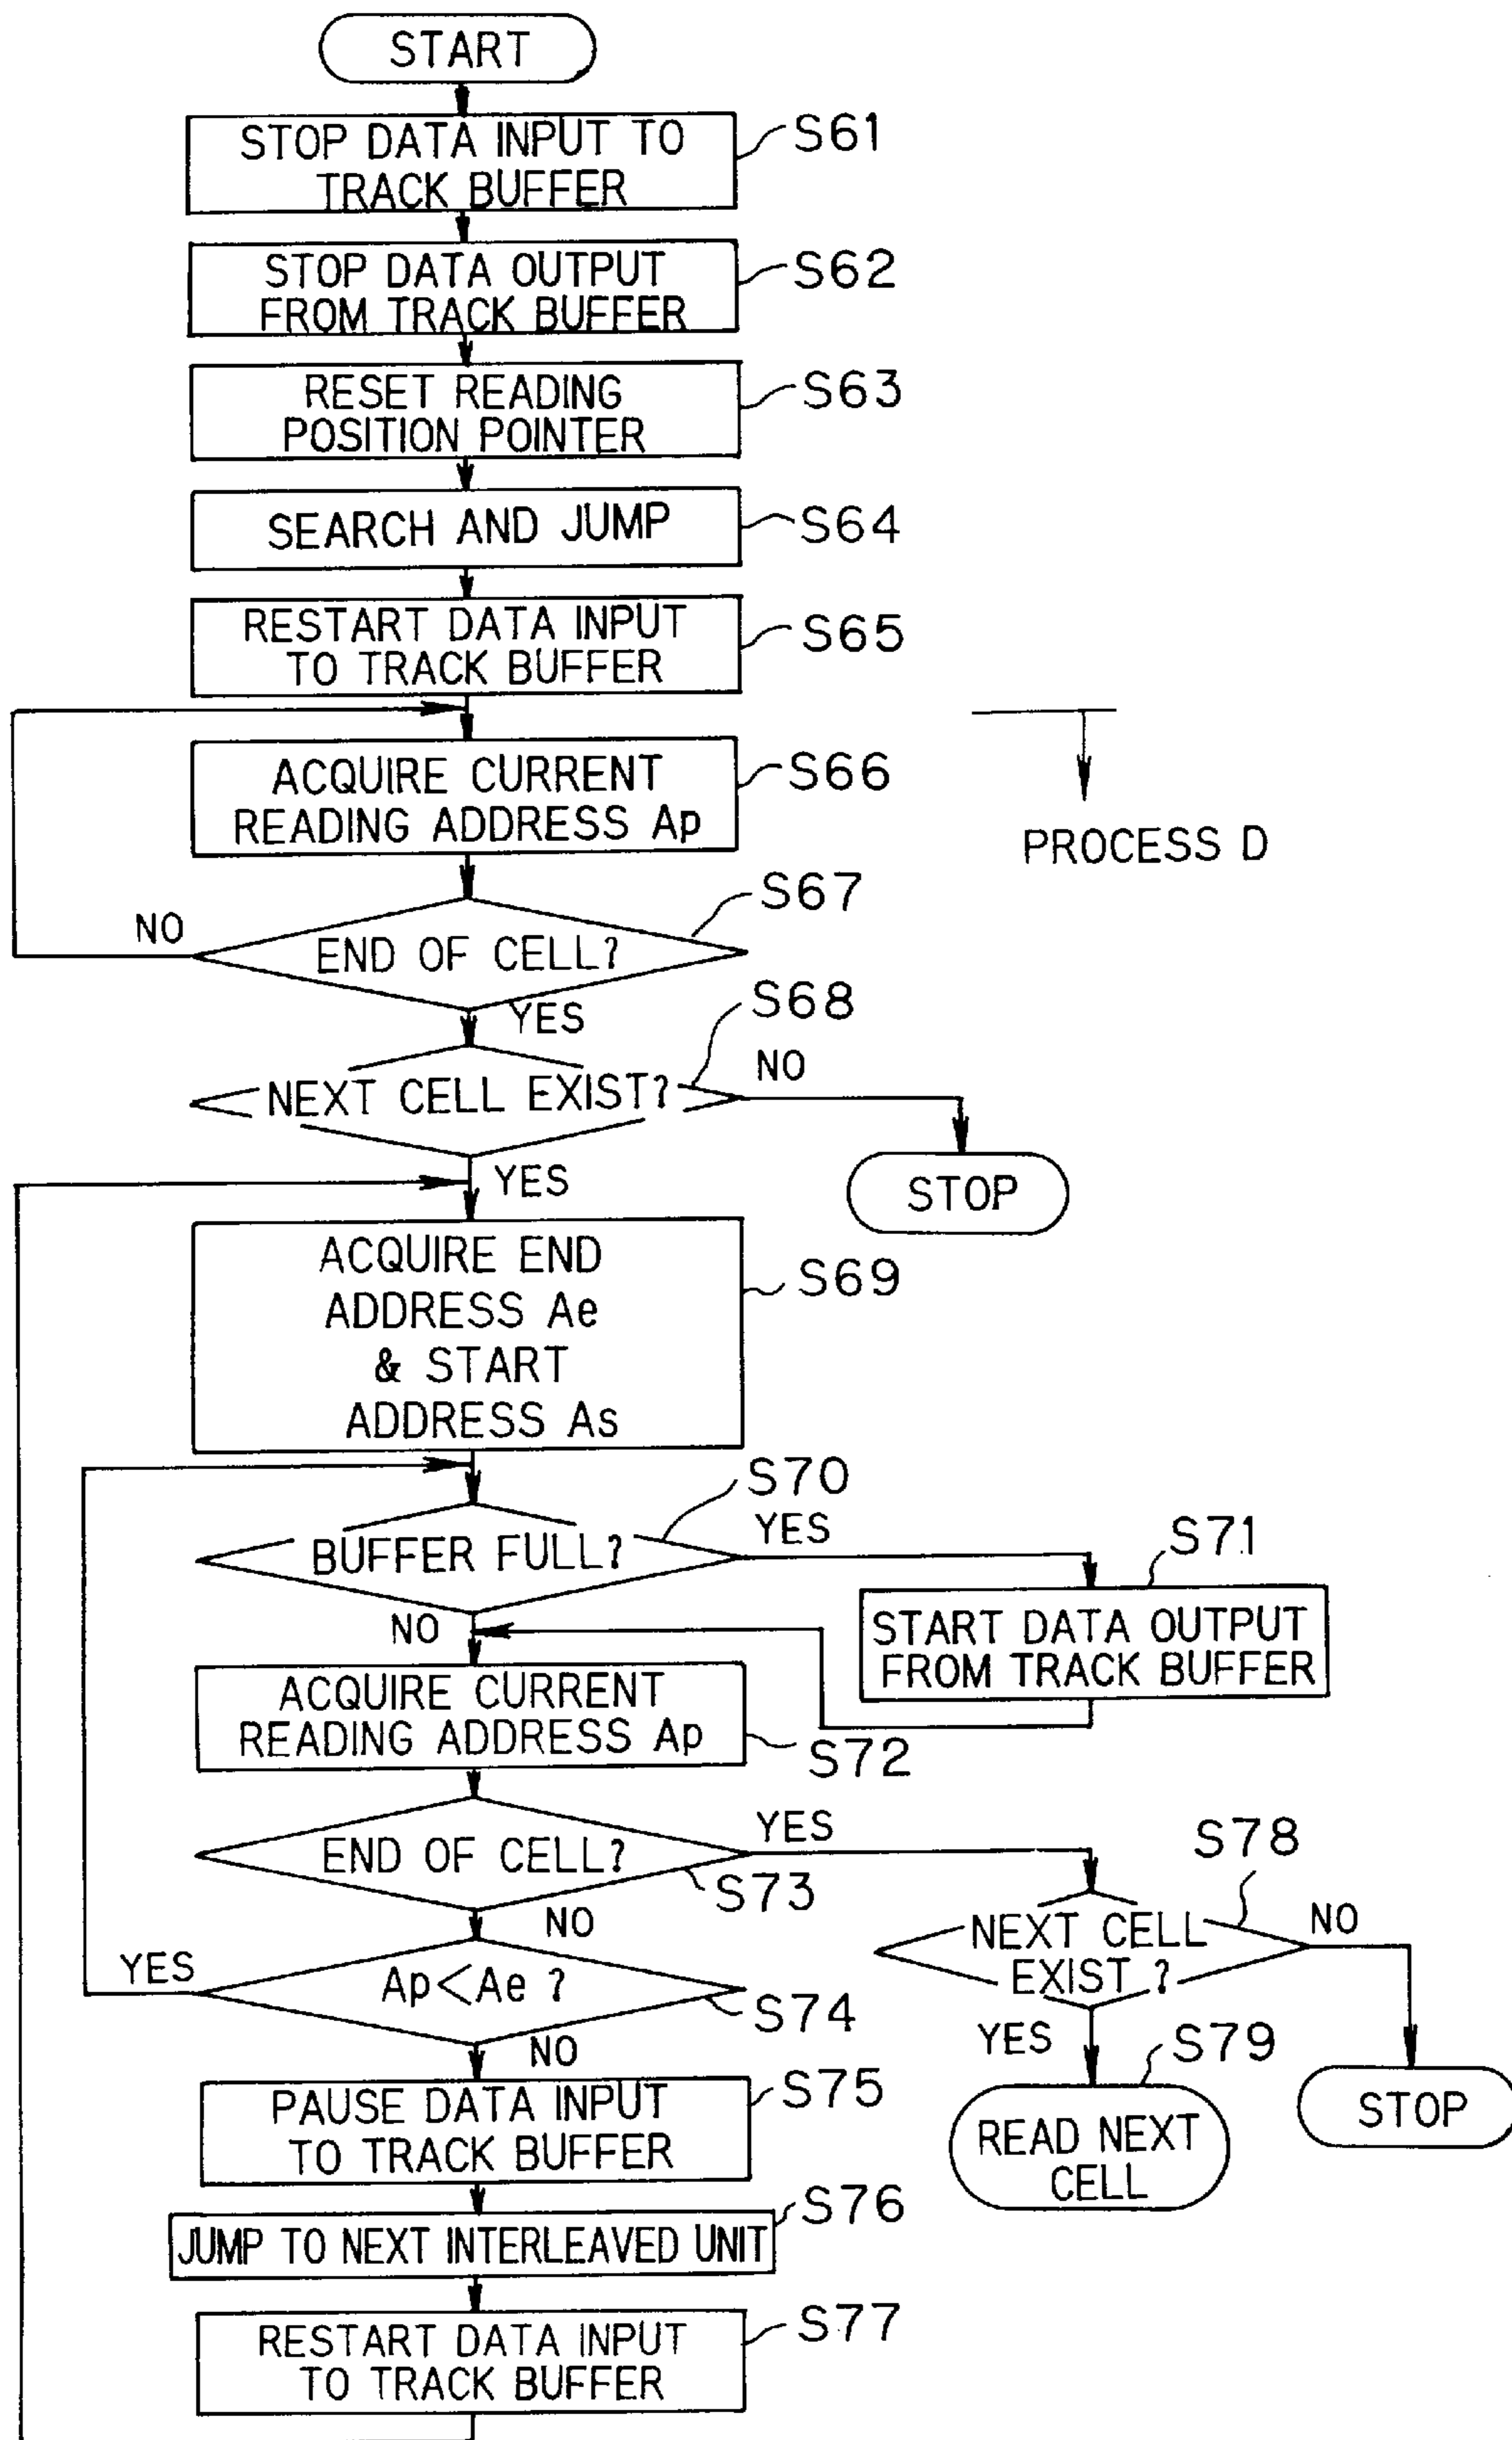 START
STOP DATA INPUT TO
TRACK BUFFER
S61
STOP DATA OUTPUT
FROM TRACK BUFFER
S62
RESET READING
POSITION POINTER
S63
SEARCH AND JUMP
S64
RESTART DATA INPUT
TO TRACK BUFFER
S65
ACQUIRE CURRENT
READING ADDRESS Ap
S66
PROCESS D
S67
NO
END OF CELL?
YES
S68
NEXT CELL EXIST?
NO
YES
STOP
ACQUIRE END
ADDRESS Ae
& START
ADDRESS As
S69
S70
BUFFER FULL?
YES
S71
NO
START DATA OUTPUT
FROM TRACK BUFFER
ACQUIRE CURRENT
READING ADDRESS Ap
S72
END OF CELL?
YES
S73
S78
NO
NEXT CELL
EXIST ?
NO
YES
Ap<Ae ?
S74
NO
YES
S79
PAUSE DATA INPUT
TO TRACK BUFFER
S75
READ NEXT
CELL
STOP
S76
JUMP TO NEXT INTERLEAVED UNIT
RESTART DATA INPUT
TO TRACK BUFFER
S77